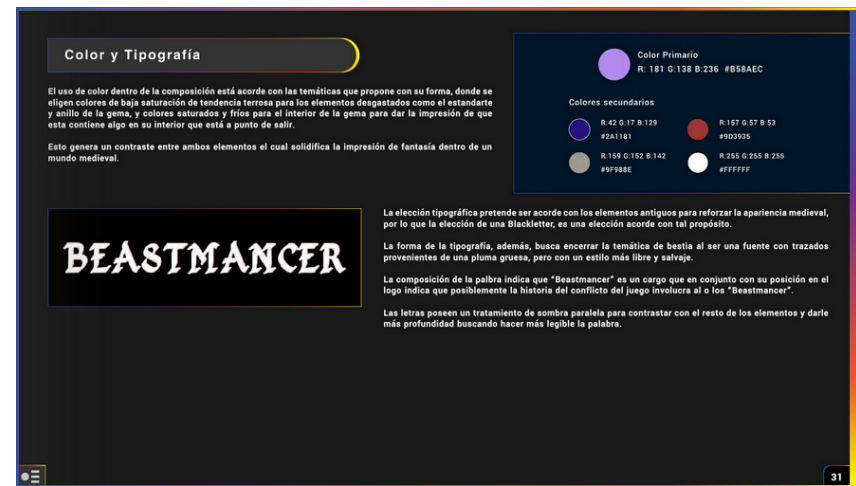 Color y Tipografía
El uso de color dentro de la composición está acorde con las temáticas que propone con su forma, donde se
eligen colores de baja saturación de tendencia terrosa para los elementos desgastados como el estandarte
y anillo de la gema, y colores saturados y fríos para el interior de la gema para dar la impresión de que
esta contiene algo en su interior que está a punto de salir.
Esto genera un contraste entre ambos elementos el cual solidifica la impresión de fantasía dentro de un
mundo medieval.
Color Primario
R: 181 G:138 B:236 #B58AEC
Colores secundarios
R:42 G:17 B:129
#2A1181
R:157 G:57 B:53
#9D3935
R:159 G:152 B:142
#9F988E
R:255 G:255 B:255
#FFFFFF
BEASTMANCER
La elección tipográfica pretende ser acorde con los elementos antiguos para reforzar la apariencia medieval,
por lo que la elección de una Blackletter, es una elección acorde con tal propósito.
La forma de la tipografía, además, busca encerrar la temática de bestia al ser una fuente con trazados
provenientes de una pluma gruesa, pero con un estilo más libre y salvaje.
La composición de la palbra indica que “Beastmancer” es un cargo que en conjunto con su posición en el
logo indica que posiblemente la historia del conflicto del juego involucra al o los “Beastmancer”.
Las letras poseen un tratamiento de sombra paralela para contrastar con el resto de los elementos y darle
más profundidad buscando hacer más legible la palabra.
31